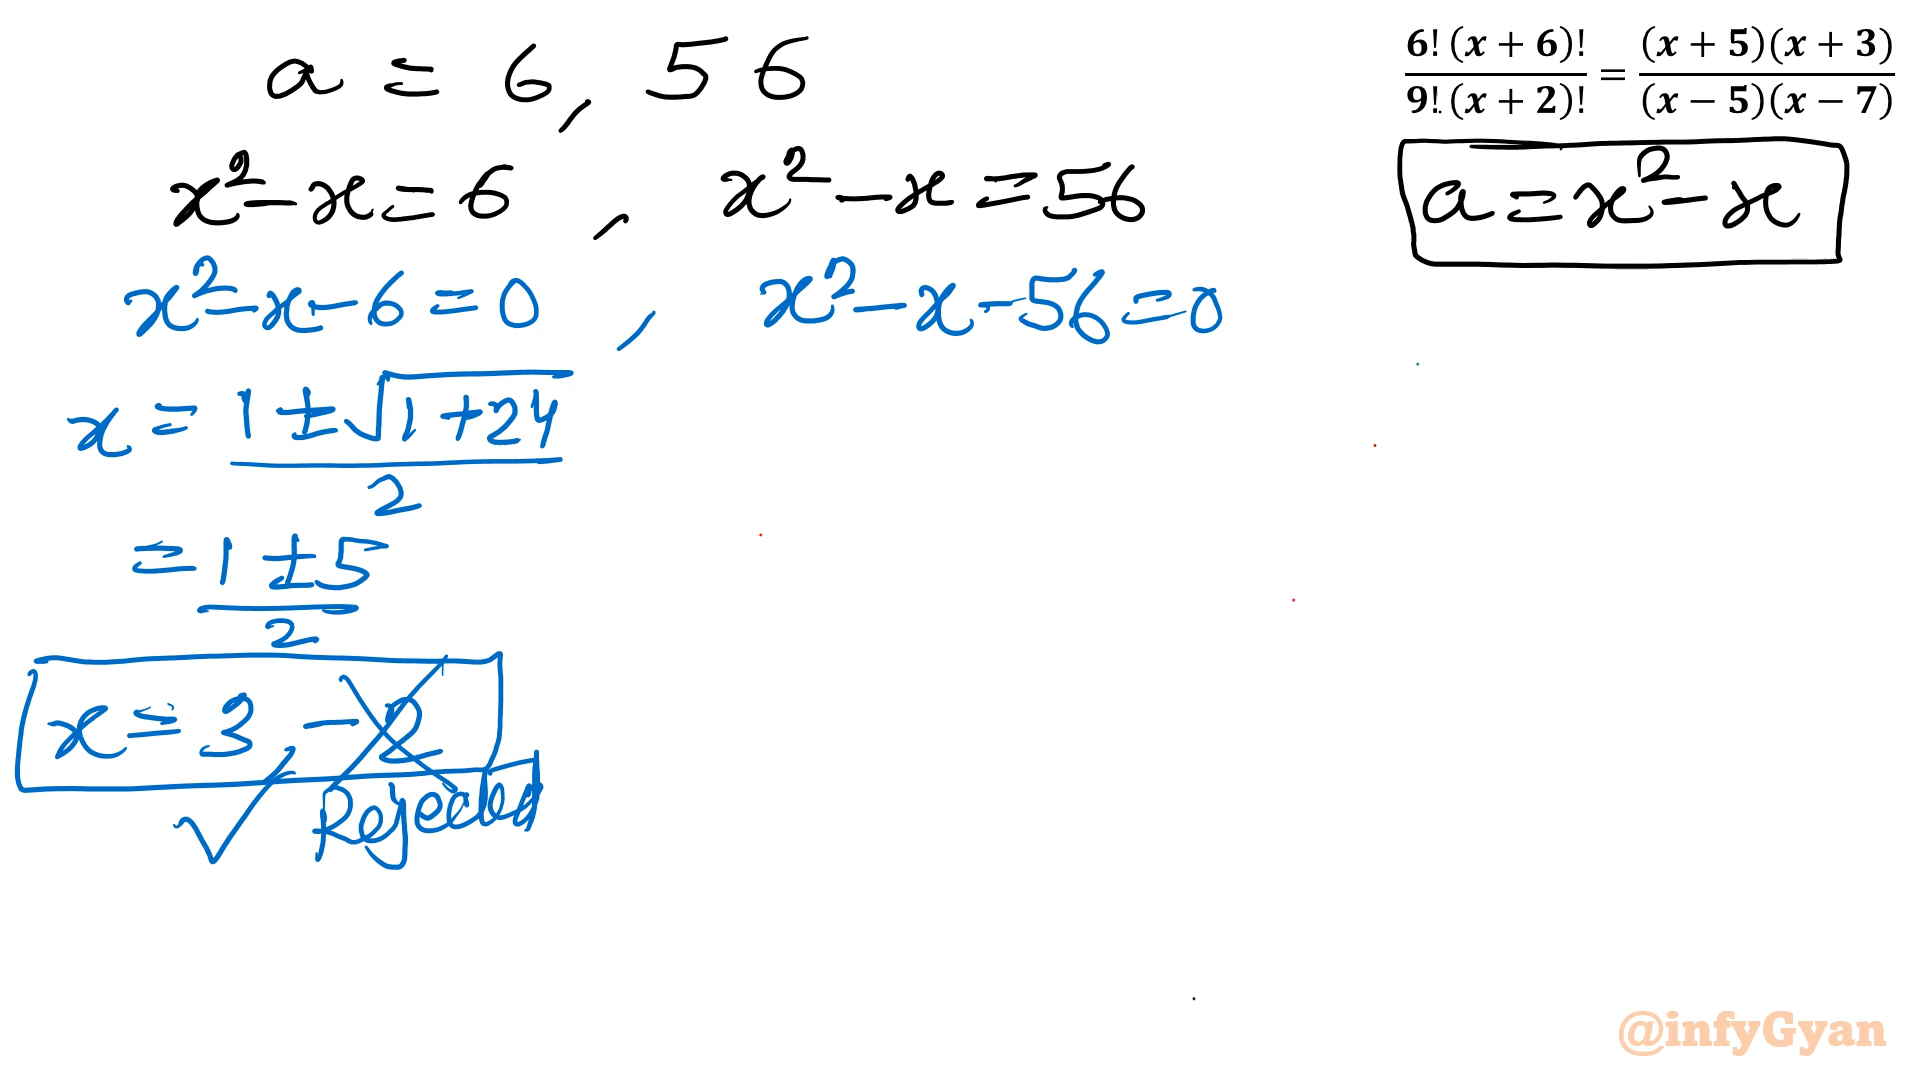 a = 6, 56
x² - x = 6 , x² - x = 56
x² - x - 6 = 0 , x² - x - 56 = 0
x = (1 ± √(1 + 24))/2
= (1 ± 5)/2
x = 3, -2
✓ Rejected
6! (x + 6)! / 9! (x + 2)! = (x + 5)(x + 3) / (x − 5)(x − 7)
a = x² - x
@infyGyan